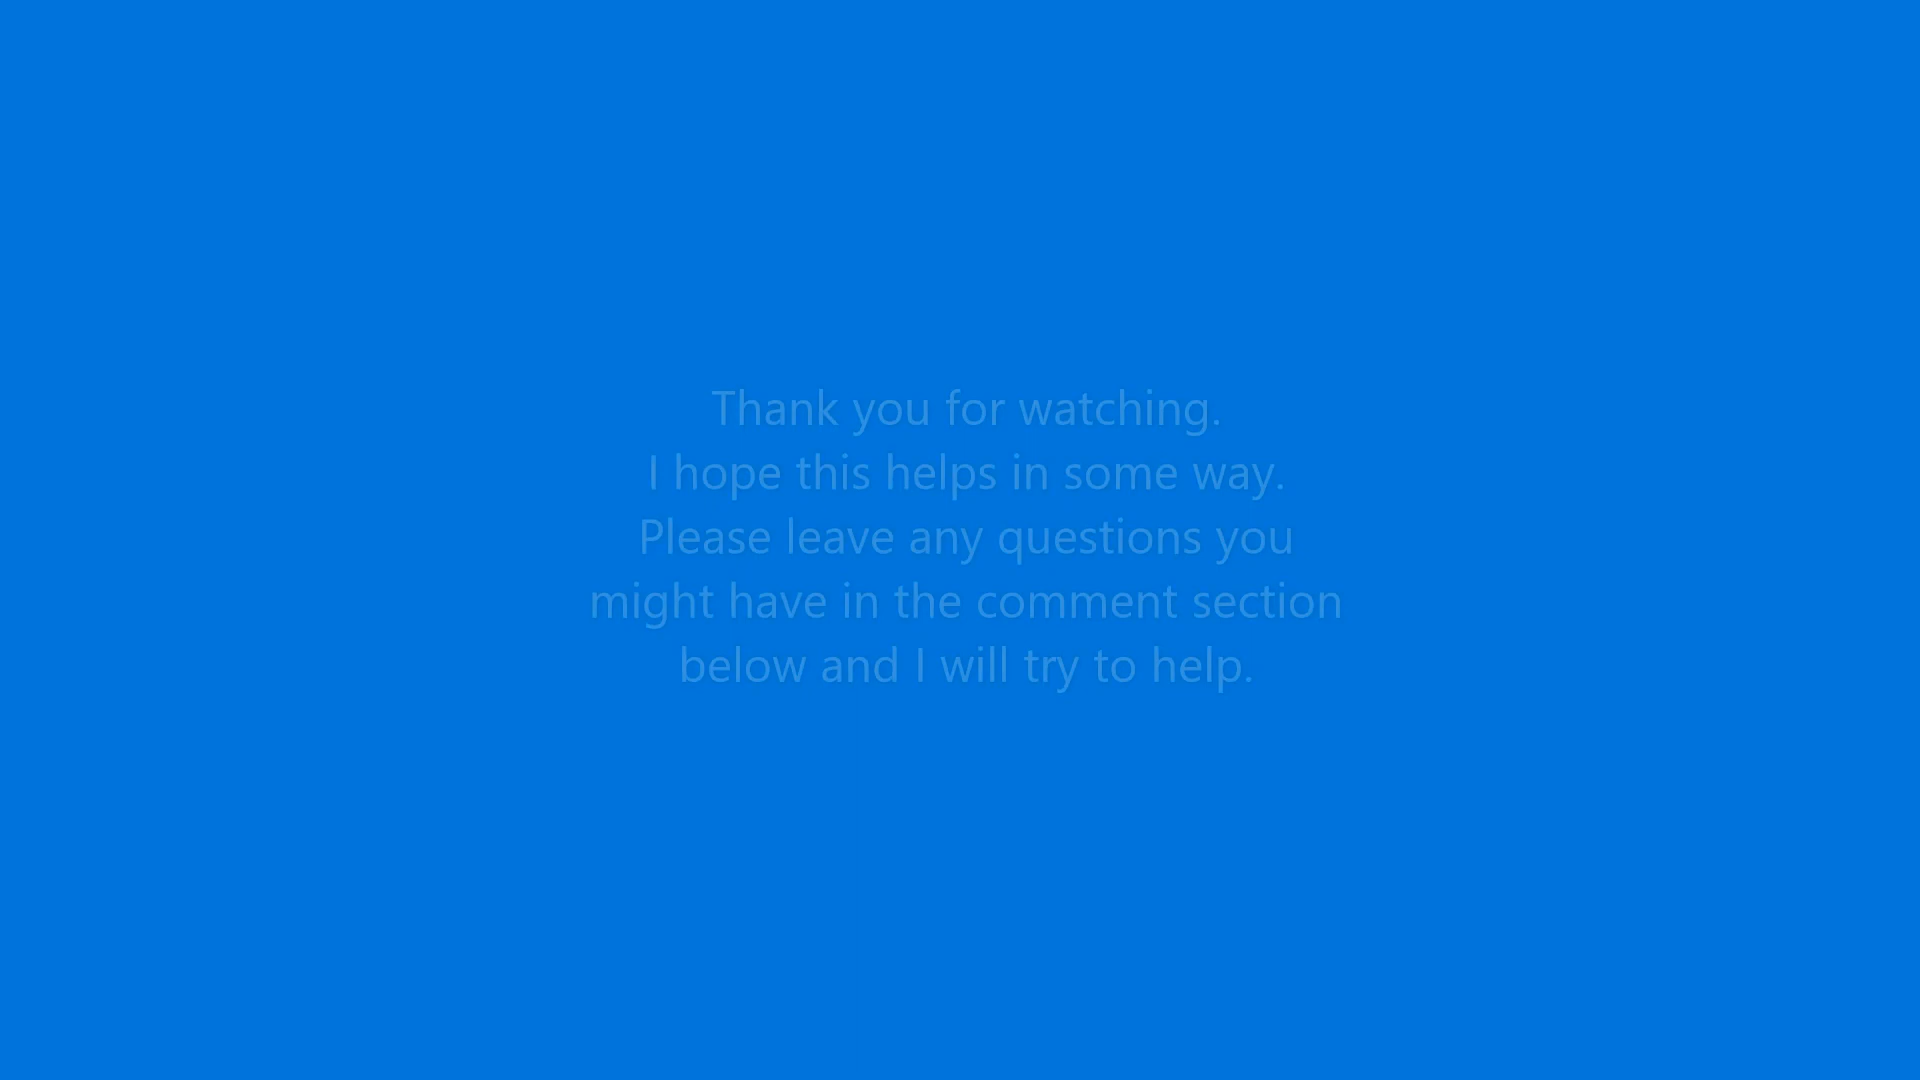 Thank you for watching.
I hope this helps in some way.
Please leave any questions you
might have in the comment section
below and I will try to help.